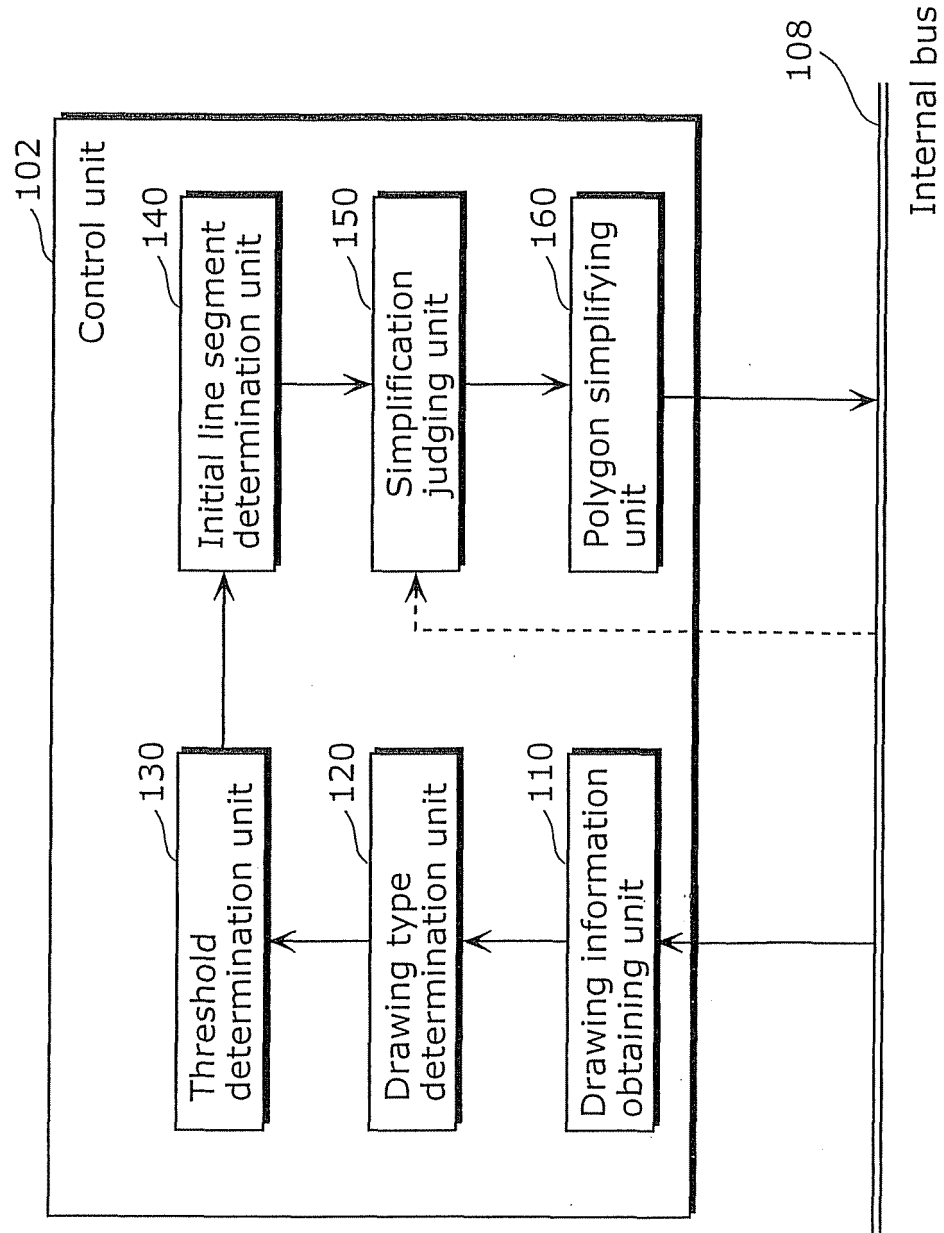 102
Control unit
130
Threshold
determination unit
140
Initial line segment
determination unit
120
Drawing type
determination unit
150
Simplification
judging unit
110
Drawing information
obtaining unit
160
Polygon simplifying
unit
108
Internal bus